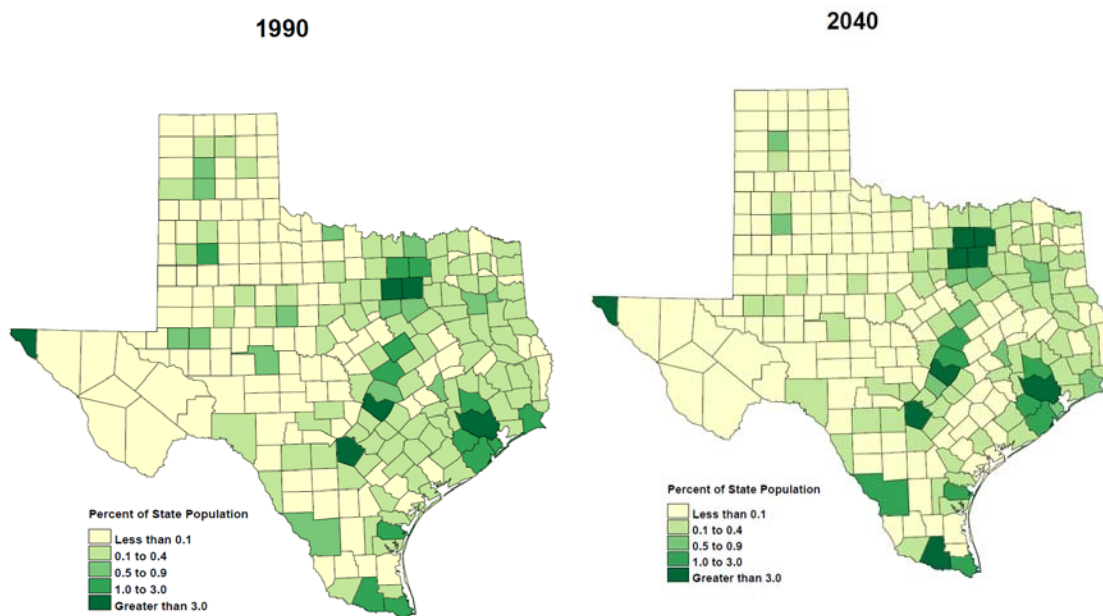 1990
2040
Percent of State Population
Less than 0.1
0.1 to 0.4
0.5 to 0.9
1.0 to 3.0
Greater than 3.0
Percent of State Population
Less than 0.1
0.1 to 0.4
0.5 to 0.9
1.0 to 3.0
Greater than 3.0